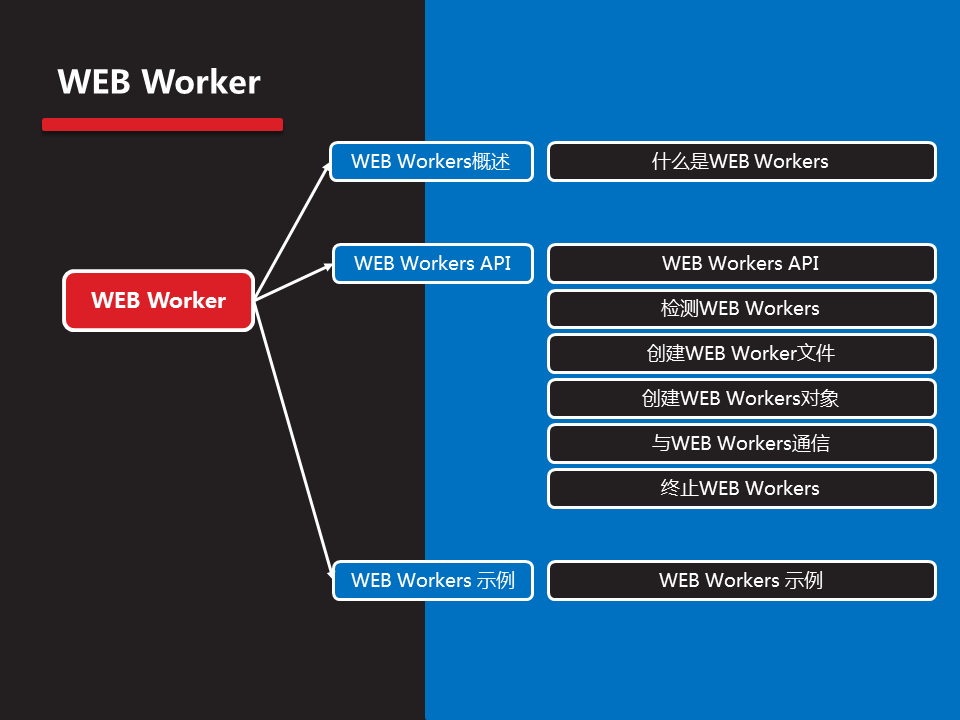 WEB Worker
WEB Workers概述
什么是WEB Workers
WEB Workers API
WEB Workers API
WEB Worker
检测WEB Workers
创建WEB Worker文件
创建WEB Workers对象
与WEB Workers通信
终止WEB Workers
WEB Workers 示例
WEB Workers 示例